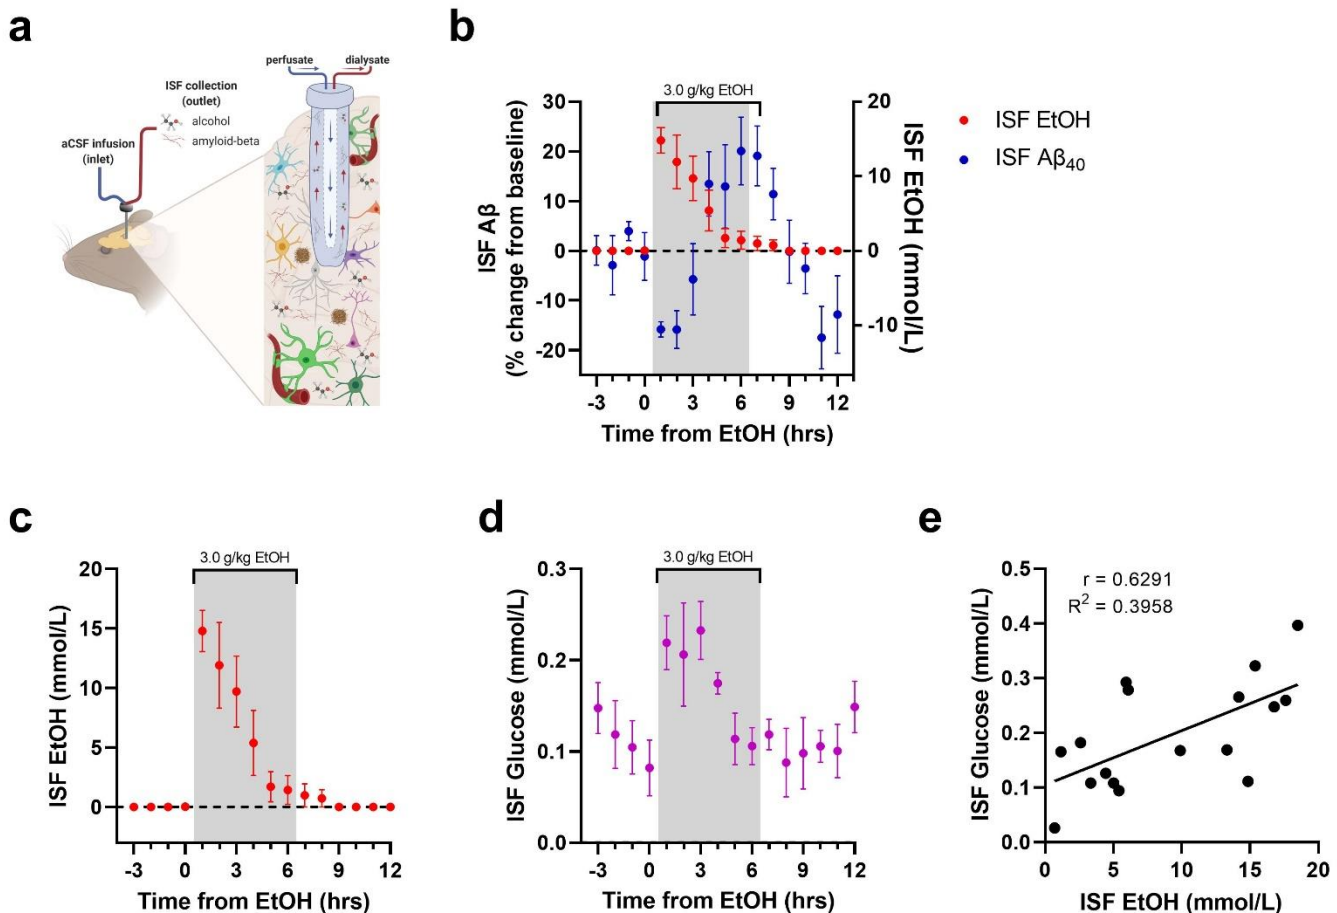 a
perfusate
dialysate
ISF collection
(outlet)
alcohol
amyloid-beta
aCSF infusion
(inlet)
b
3.0 g/kg EtOH
30
20
10
0
-10
-20
ISF Aβ
(% change from baseline)
20
10
0
-10
ISF EtOH (mmol/L)
-3 0 3 6 9 12
Time from EtOH (hrs)
ISF EtOH
ISF Aβ40
c
3.0 g/kg EtOH
20
15
10
5
0
ISF EtOH (mmol/L)
-3 0 3 6 9 12
Time from EtOH (hrs)
d
3.0 g/kg EtOH
0.3
0.2
0.1
0.0
ISF Glucose (mmol/L)
-3 0 3 6 9 12
Time from EtOH (hrs)
e
r = 0.6291
R² = 0.3958
0.5
0.4
0.3
0.2
0.1
0.0
ISF Glucose (mmol/L)
0 5 10 15 20
ISF EtOH (mmol/L)